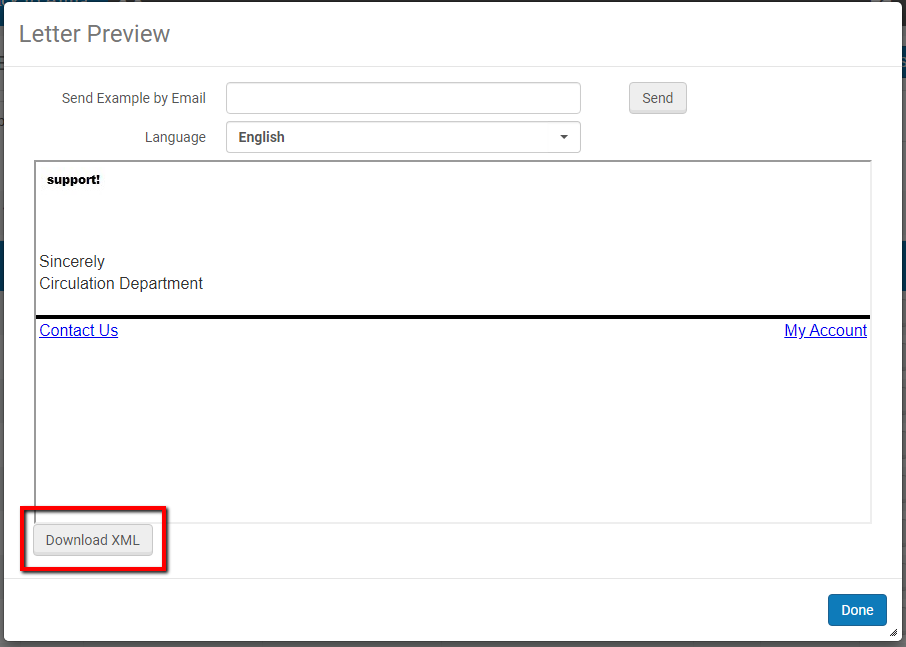 Letter Preview
Send Example by Email
Send
Language
English
support!
Sincerely
Circulation Department
Contact Us
My Account
Download XML
Done